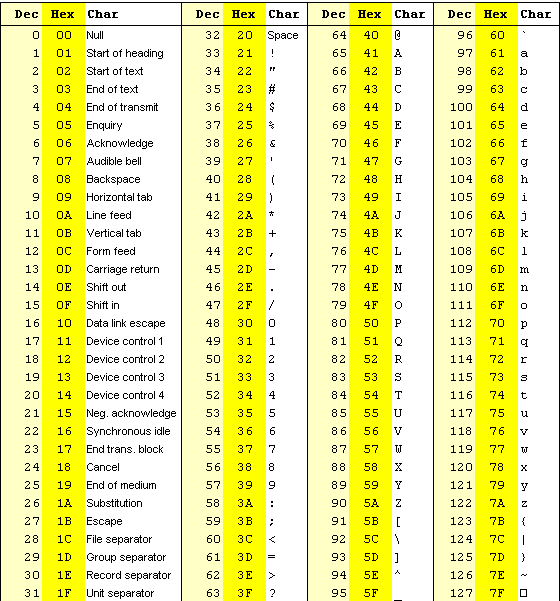 Dec Hex Char Dec Hex Char Dec Hex Char Dec Hex Char
0 00 Null 32 20 Space 64 40 @ 96 60 `
1 01 Start of heading 33 21 ! 65 41 A 97 61 a
2 02 Start of text 34 22 " 66 42 B 98 62 b
3 03 End of text 35 23 # 67 43 C 99 63 c
4 04 End of transmit 36 24 $ 68 44 D 100 64 d
5 05 Enquiry 37 25 % 69 45 E 101 65 e
6 06 Acknowledge 38 26 & 70 46 F 102 66 f
7 07 Audible bell 39 27 ' 71 47 G 103 67 g
8 08 Backspace 40 28 ( 72 48 H 104 68 h
9 09 Horizontal tab 41 29 ) 73 49 I 105 69 i
10 0A Line feed 42 2A * 74 4A J 106 6A j
11 0B Vertical tab 43 2B + 75 4B K 107 6B k
12 0C Form feed 44 2C , 76 4C L 108 6C l
13 0D Carriage return 45 2D - 77 4D M 109 6D m
14 0E Shift out 46 2E . 78 4E N 110 6E n
15 0F Shift in 47 2F / 79 4F O 111 6F o
16 10 Data link escape 48 30 0 80 50 P 112 70 p
17 11 Device control 1 49 31 1 81 51 Q 113 71 q
18 12 Device control 2 50 32 2 82 52 R 114 72 r
19 13 Device control 3 51 33 3 83 53 S 115 73 s
20 14 Device control 4 52 34 4 84 54 T 116 74 t
21 15 Neg. acknowledge 53 35 5 85 55 U 117 75 u
22 16 Synchronous idle 54 36 6 86 56 V 118 76 v
23 17 End trans. block 55 37 7 87 57 W 119 77 w
24 18 Cancel 56 38 8 88 58 X 120 78 x
25 19 End of medium 57 39 9 89 59 Y 121 79 y
26 1A Substitution 58 3A : 90 5A Z 122 7A z
27 1B Escape 59 3B ; 91 5B [ 123 7B {
28 1C File separator 60 3C < 92 5C \ 124 7C |
29 1D Group separator 61 3D = 93 5D ] 125 7D }
30 1E Record separator 62 3E > 94 5E ^ 126 7E ~
31 1F Unit separator 63 3F ? 95 5F _ 127 7F □